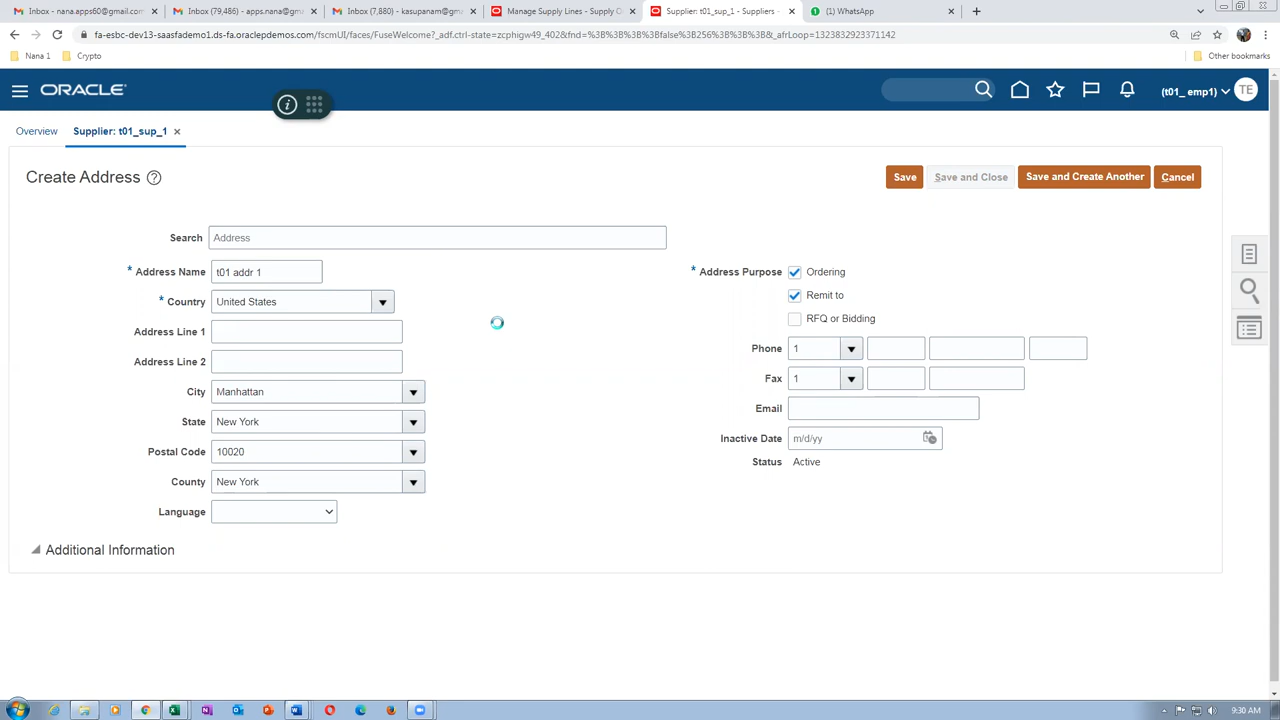 Inbox - nana.apps60@gmail.com
Inbox (79,486) - apps.nana@gm
Inbox (7,880) - kasupanam@gm
Manage Supply Lines - Supply O
Supplier: t01_sup_1 - Suppliers -
(1) WhatsApp
fa-esbc-dev13-saasfademo1.ds-fa.oraclepdemos.com/fscmUI/faces/FuseWelcome?_adf.ctrl-state=zcphigw49_402&fnd=%3B%3B%3B%3Bfalse%3B256%3B%3B%3B&_afrLoop=1323832923371142
Nana 1
Crypto
Other bookmarks
ORACLE
(t01_ emp1)
TE
Overview
Supplier: t01_sup_1
Create Address
Save
Save and Close
Save and Create Another
Cancel
Search Address
* Address Name t01 addr 1
* Country United States
Address Line 1
Address Line 2
City Manhattan
State New York
Postal Code 10020
County New York
Language
* Address Purpose Ordering
Remit to
RFQ or Bidding
Phone 1
Fax 1
Email
Inactive Date m/d/yy
Status Active
Additional Information
9:30 AM